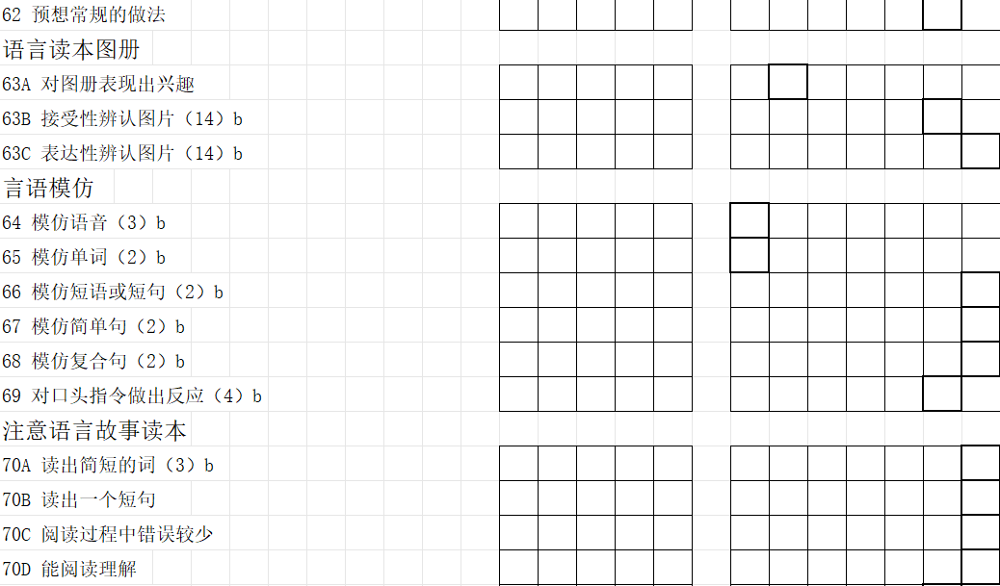 62 预想常规的做法
语言读本图册
63A 对图册表现出兴趣
63B 接受性辨认图片（14）b
63C 表达性辨认图片（14）b
言语模仿
64 模仿语音（3）b
65 模仿单词（2）b
66 模仿短语或短句（2）b
67 模仿简单句（2）b
68 模仿复合句（2）b
69 对口头指令做出反应（4）b
注意语言故事读本
70A 读出简短的词（3）b
70B 读出一个短句
70C 阅读过程中错误较少
70D 能阅读理解